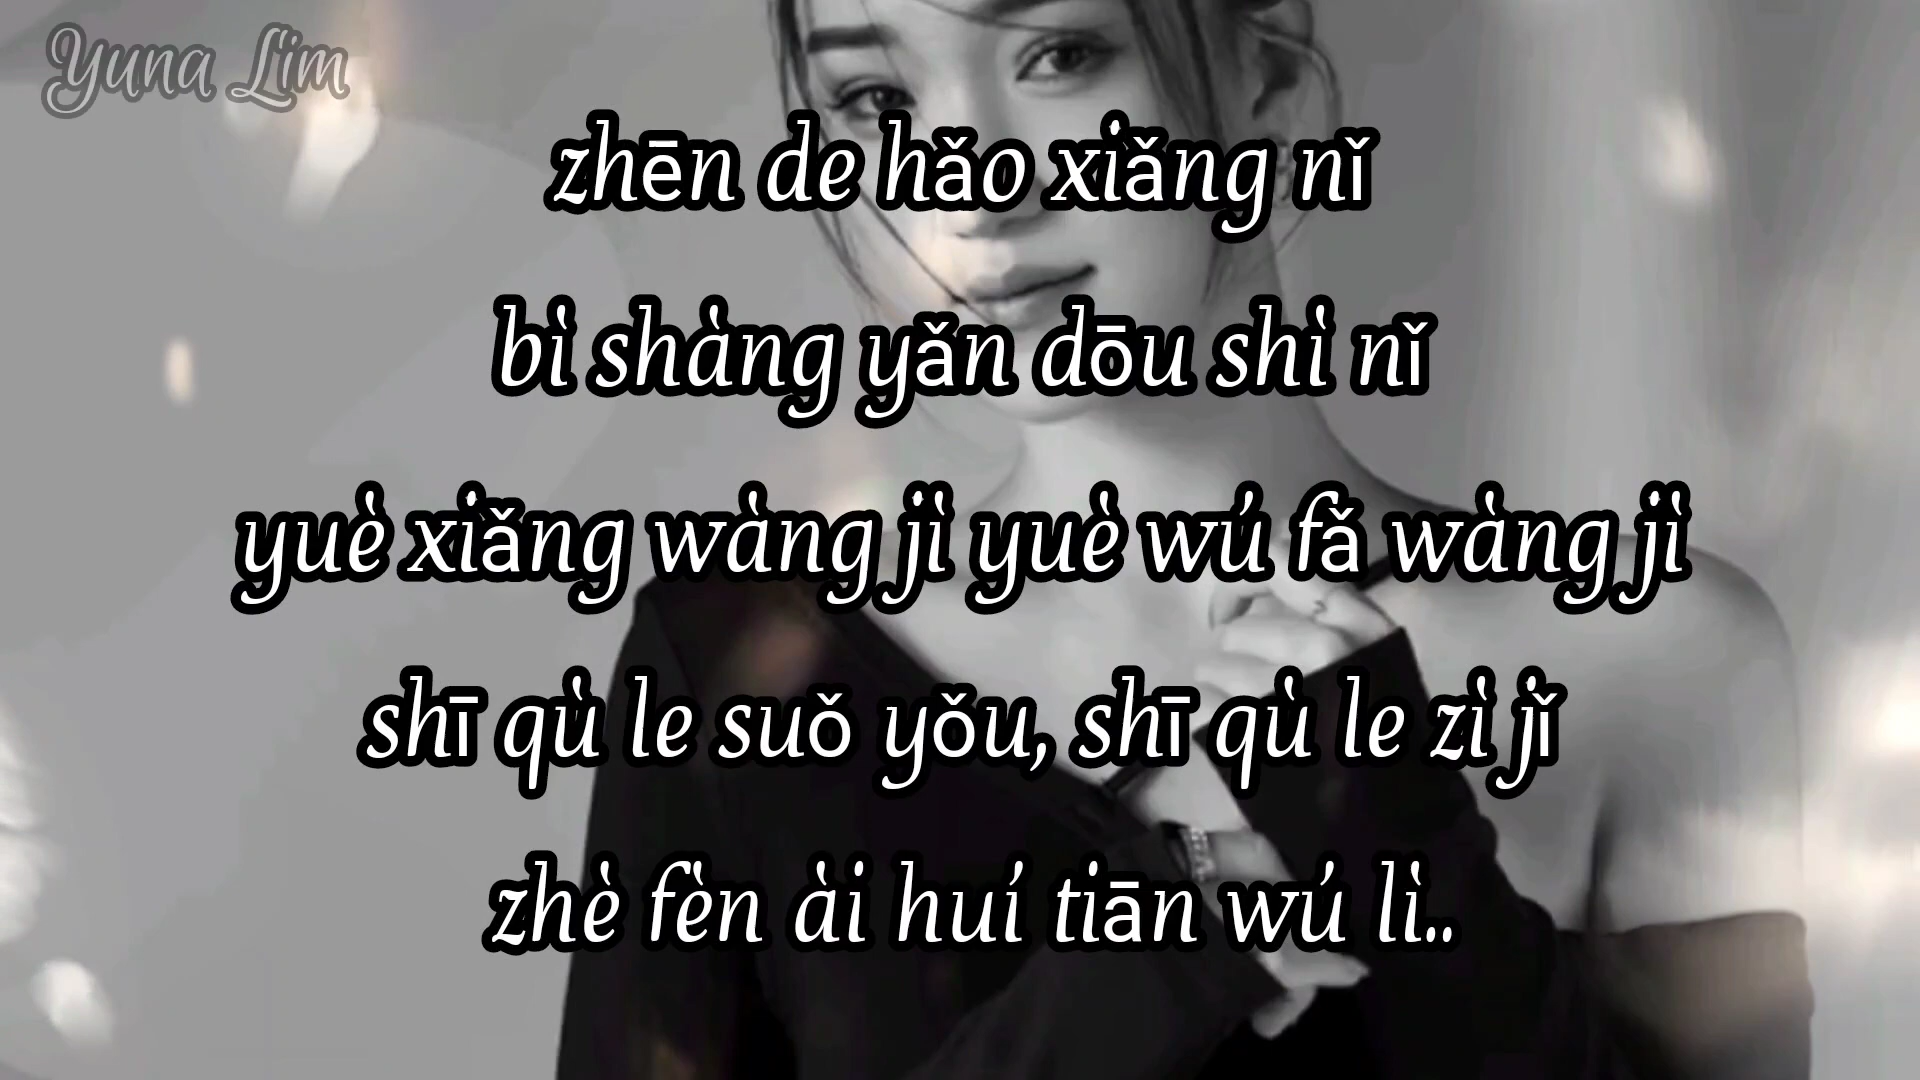 Yuna Lim
zhēn de hǎo xiǎng nǐ
bì shàng yǎn dōu shì nǐ
yuè xiǎng wàng jì yuè wú fǎ wàng jì
shī qù le suǒ yǒu, shī qù le zì jǐ
zhè fèn ài huí tiān wú lì..